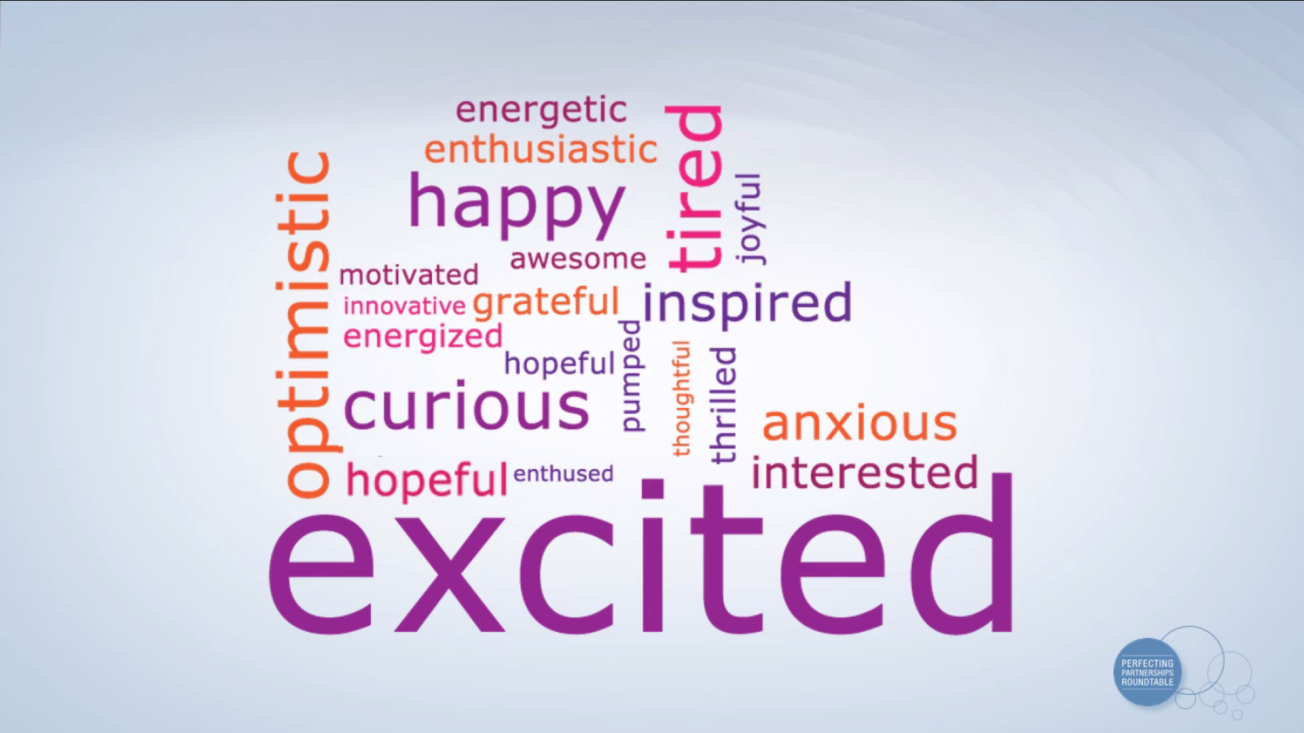 energetic
enthusiastic
happy
tired
joyful
optimistic
awesome
motivated
innovative
grateful
inspired
energized
hopeful
pumped
thoughtful
thrilled
curious
anxious
hopeful
enthused
interested
excited
PERFECTING
PARTNERSHIPS
ROUNDTABLE